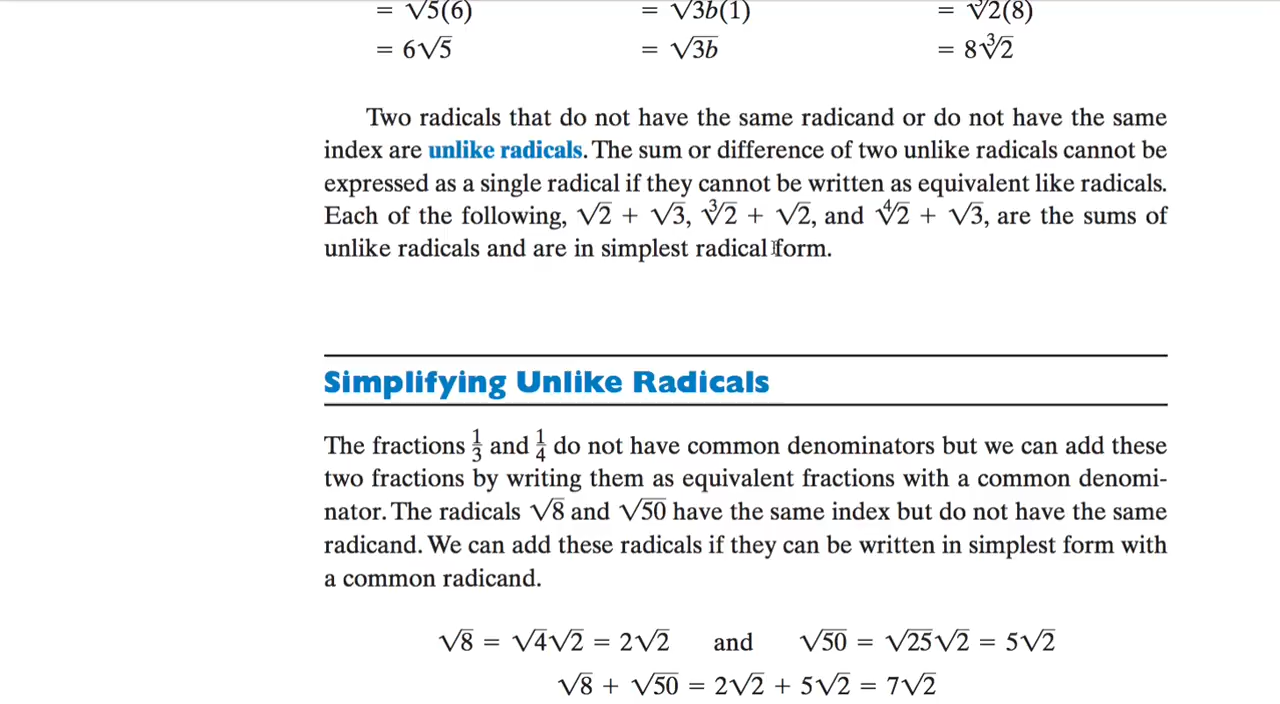 = √5(6) = √3b(1) = ∛2(8)
= 6√5 = √3b = 8∛2
Two radicals that do not have the same radicand or do not have the same
index are unlike radicals. The sum or difference of two unlike radicals cannot be
expressed as a single radical if they cannot be written as equivalent like radicals.
Each of the following, √2 + √3, ∛2 + √2, and ∜2 + √3, are the sums of
unlike radicals and are in simplest radical form.
Simplifying Unlike Radicals
The fractions 1/3 and 1/4 do not have common denominators but we can add these
two fractions by writing them as equivalent fractions with a common denomi-
nator. The radicals √8 and √50 have the same index but do not have the same
radicand. We can add these radicals if they can be written in simplest form with
a common radicand.
√8 = √4√2 = 2√2 and √50 = √25√2 = 5√2
√8 + √50 = 2√2 + 5√2 = 7√2